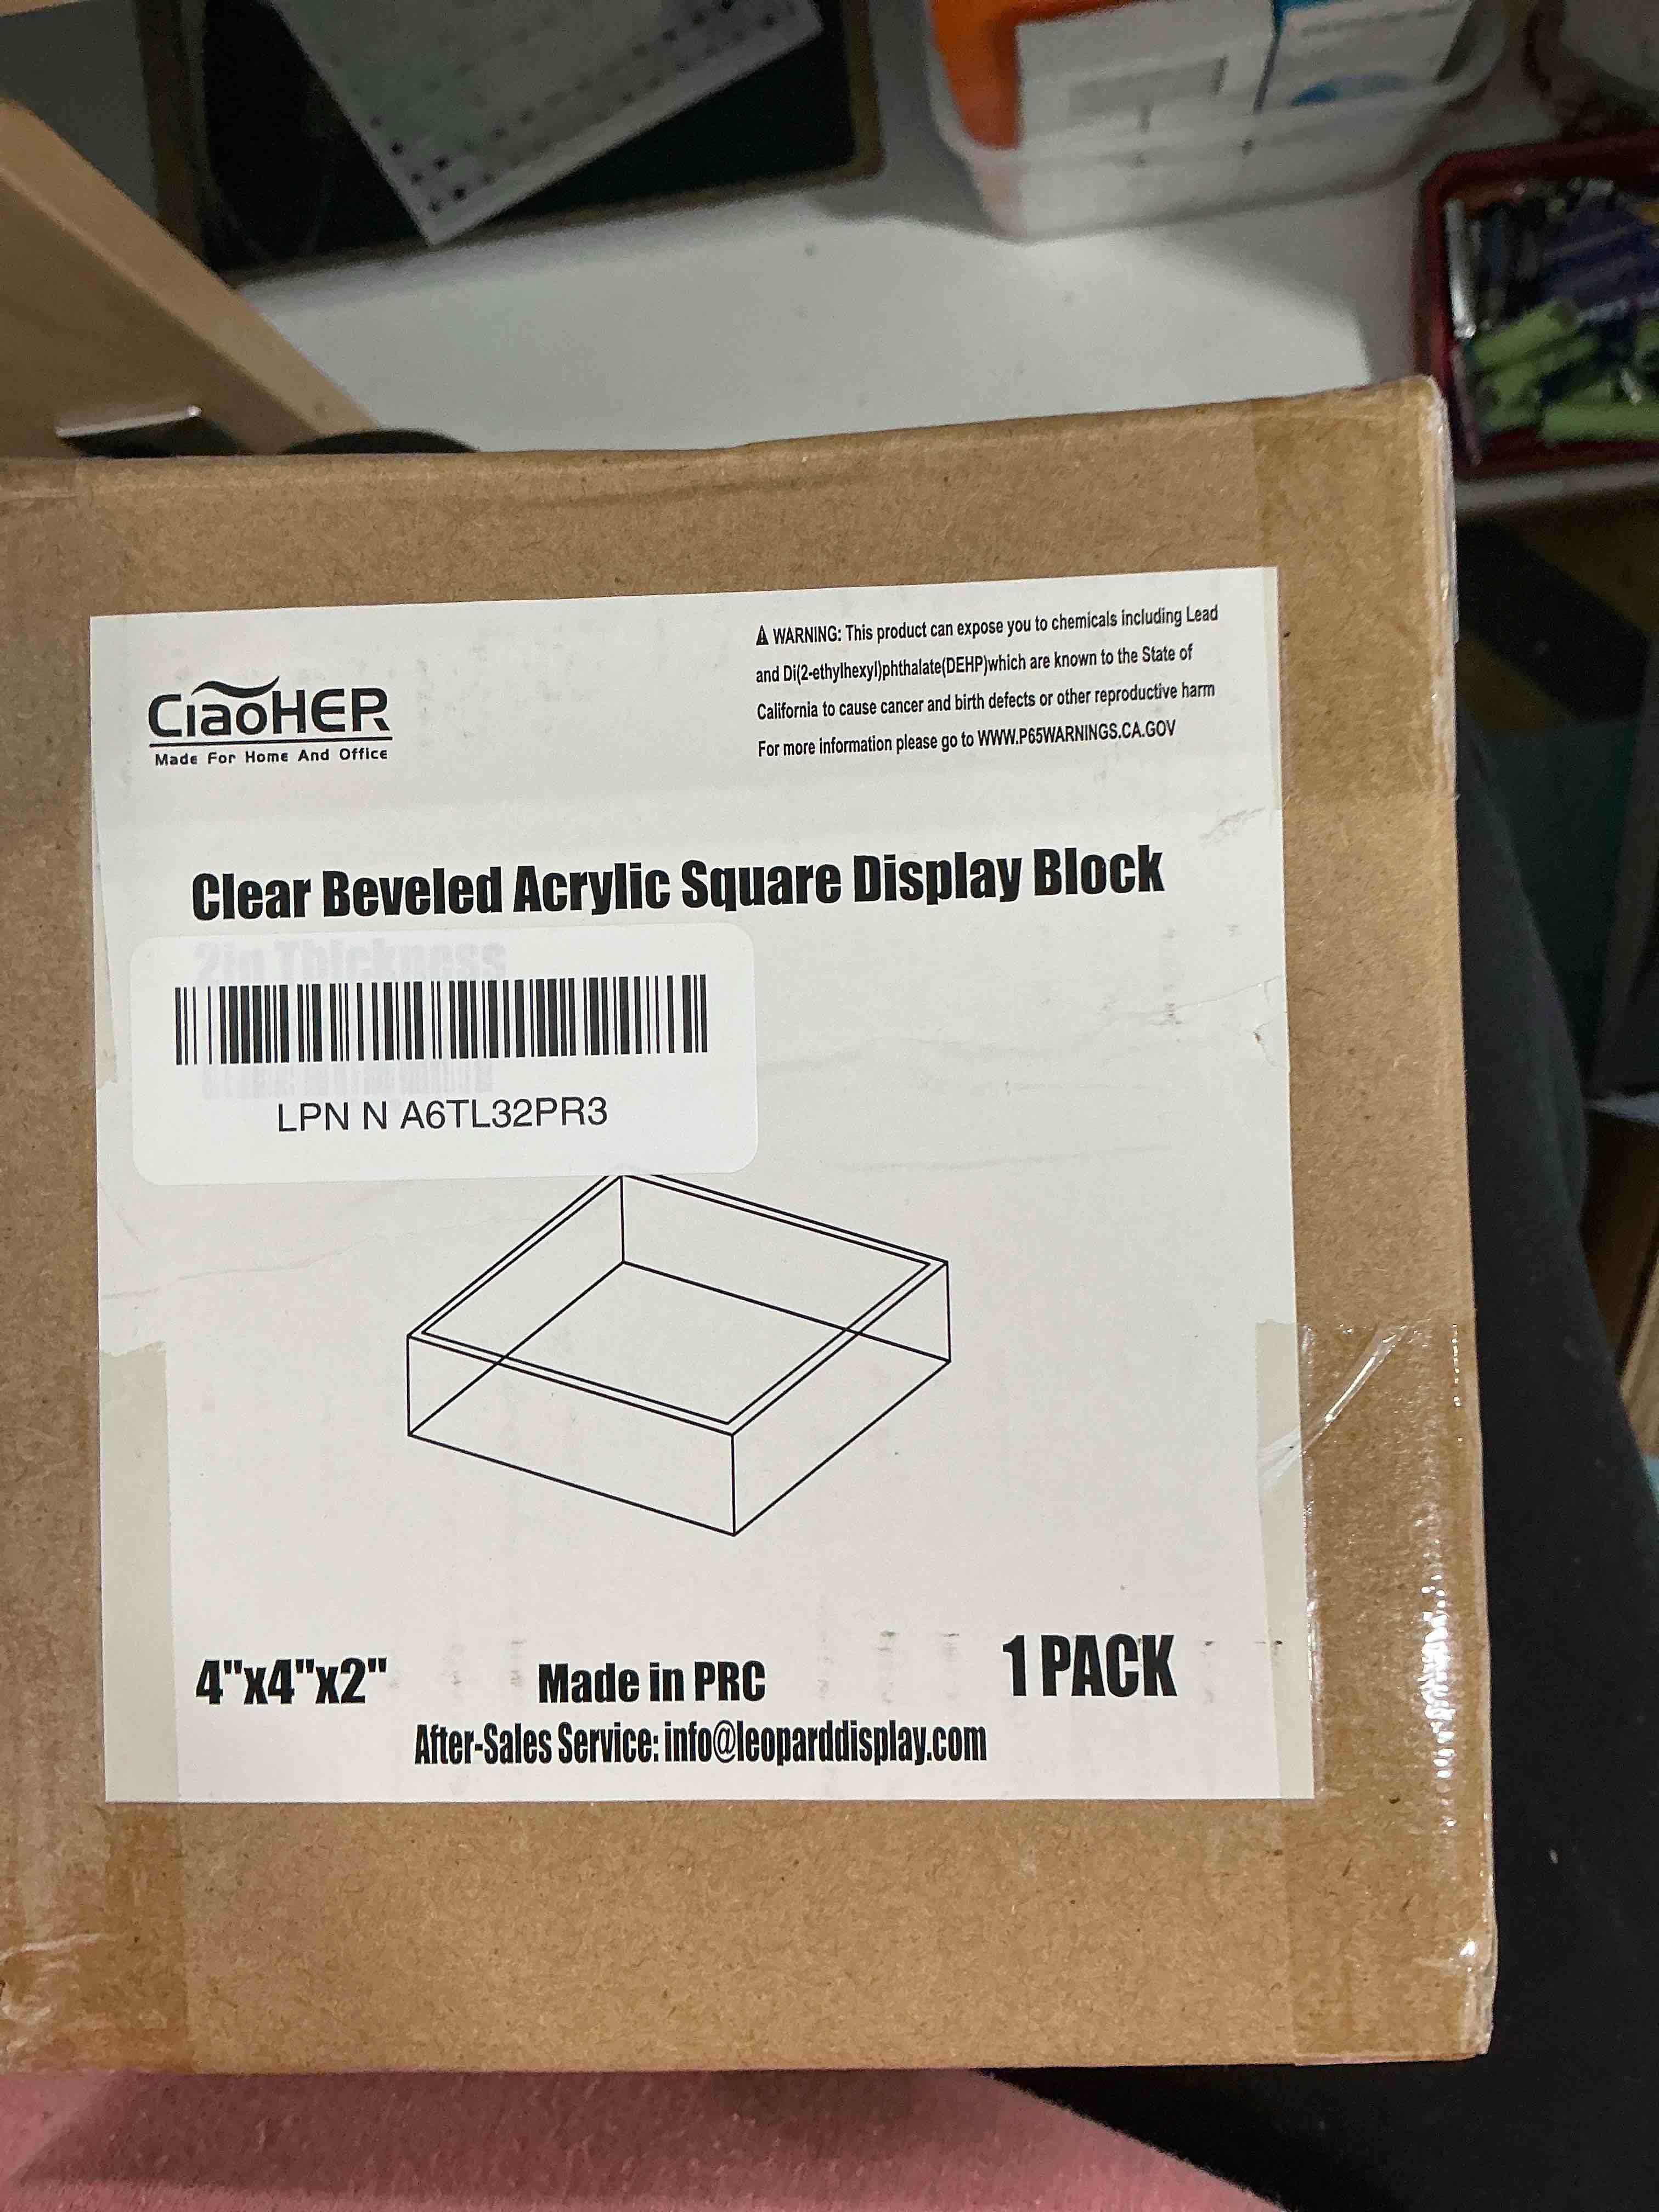 CiaoHER
Made For Home And Office
⚠ WARNING: This product can expose you to chemicals including Lead
and Di(2-ethylhexyl)phthalate(DEHP)which are known to the State of
California to cause cancer and birth defects or other reproductive harm
For more information please go to WWW.P65WARNINGS.CA.GOV
Clear Beveled Acrylic Square Display Block
2in Thickness
LPN N A6TL32PR3
4"x4"x2"
Made in PRC
1 PACK
After-Sales Service: info@leoparddisplay.com